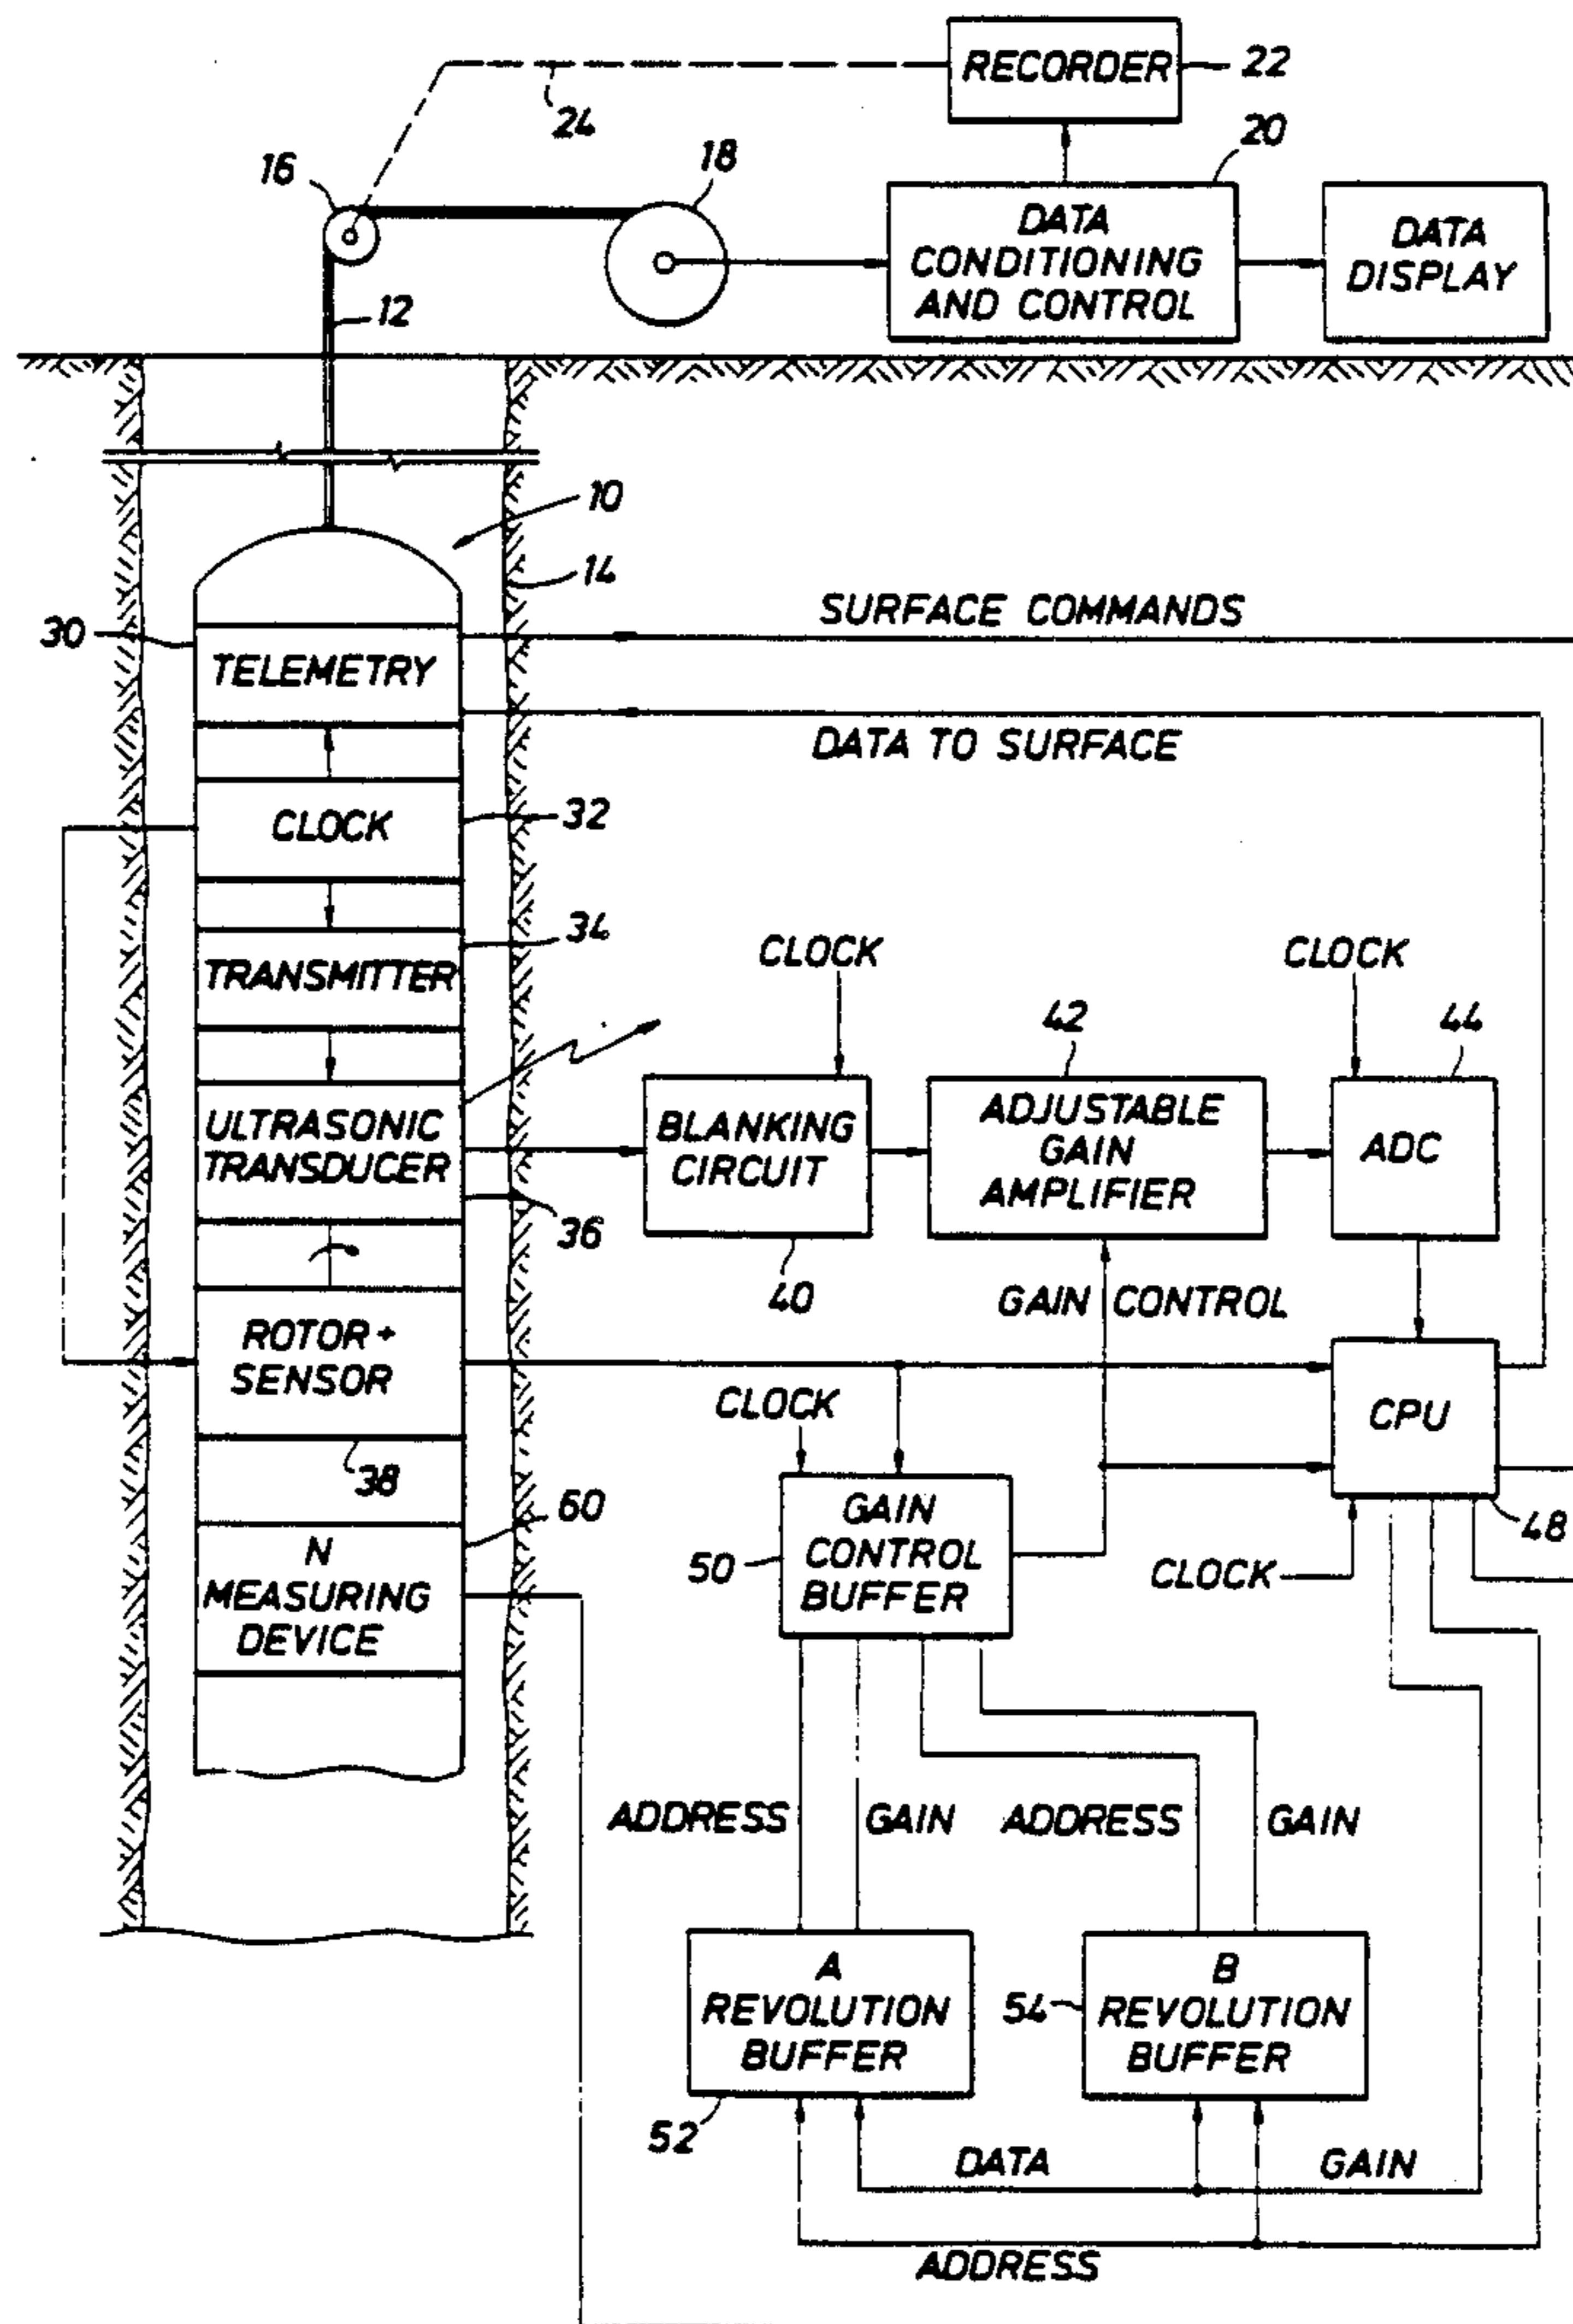 RECORDER
22
24
20
16
18
DATA
CONDITIONING
AND CONTROL
DATA
DISPLAY
12
10
14
SURFACE COMMANDS
30
TELEMETRY
DATA TO SURFACE
CLOCK
32
34
TRANSMITTER
CLOCK
CLOCK
42
44
ULTRASONIC
TRANSDUCER
BLANKING
CIRCUIT
ADJUSTABLE
GAIN
AMPLIFIER
ADC
36
40
GAIN CONTROL
ROTOR +
SENSOR
CLOCK
CPU
38
60
GAIN
CONTROL
BUFFER
50
48
CLOCK
N
MEASURING
DEVICE
ADDRESS
GAIN
ADDRESS
GAIN
A
REVOLUTION
BUFFER
54
B
REVOLUTION
BUFFER
52
DATA
GAIN
ADDRESS